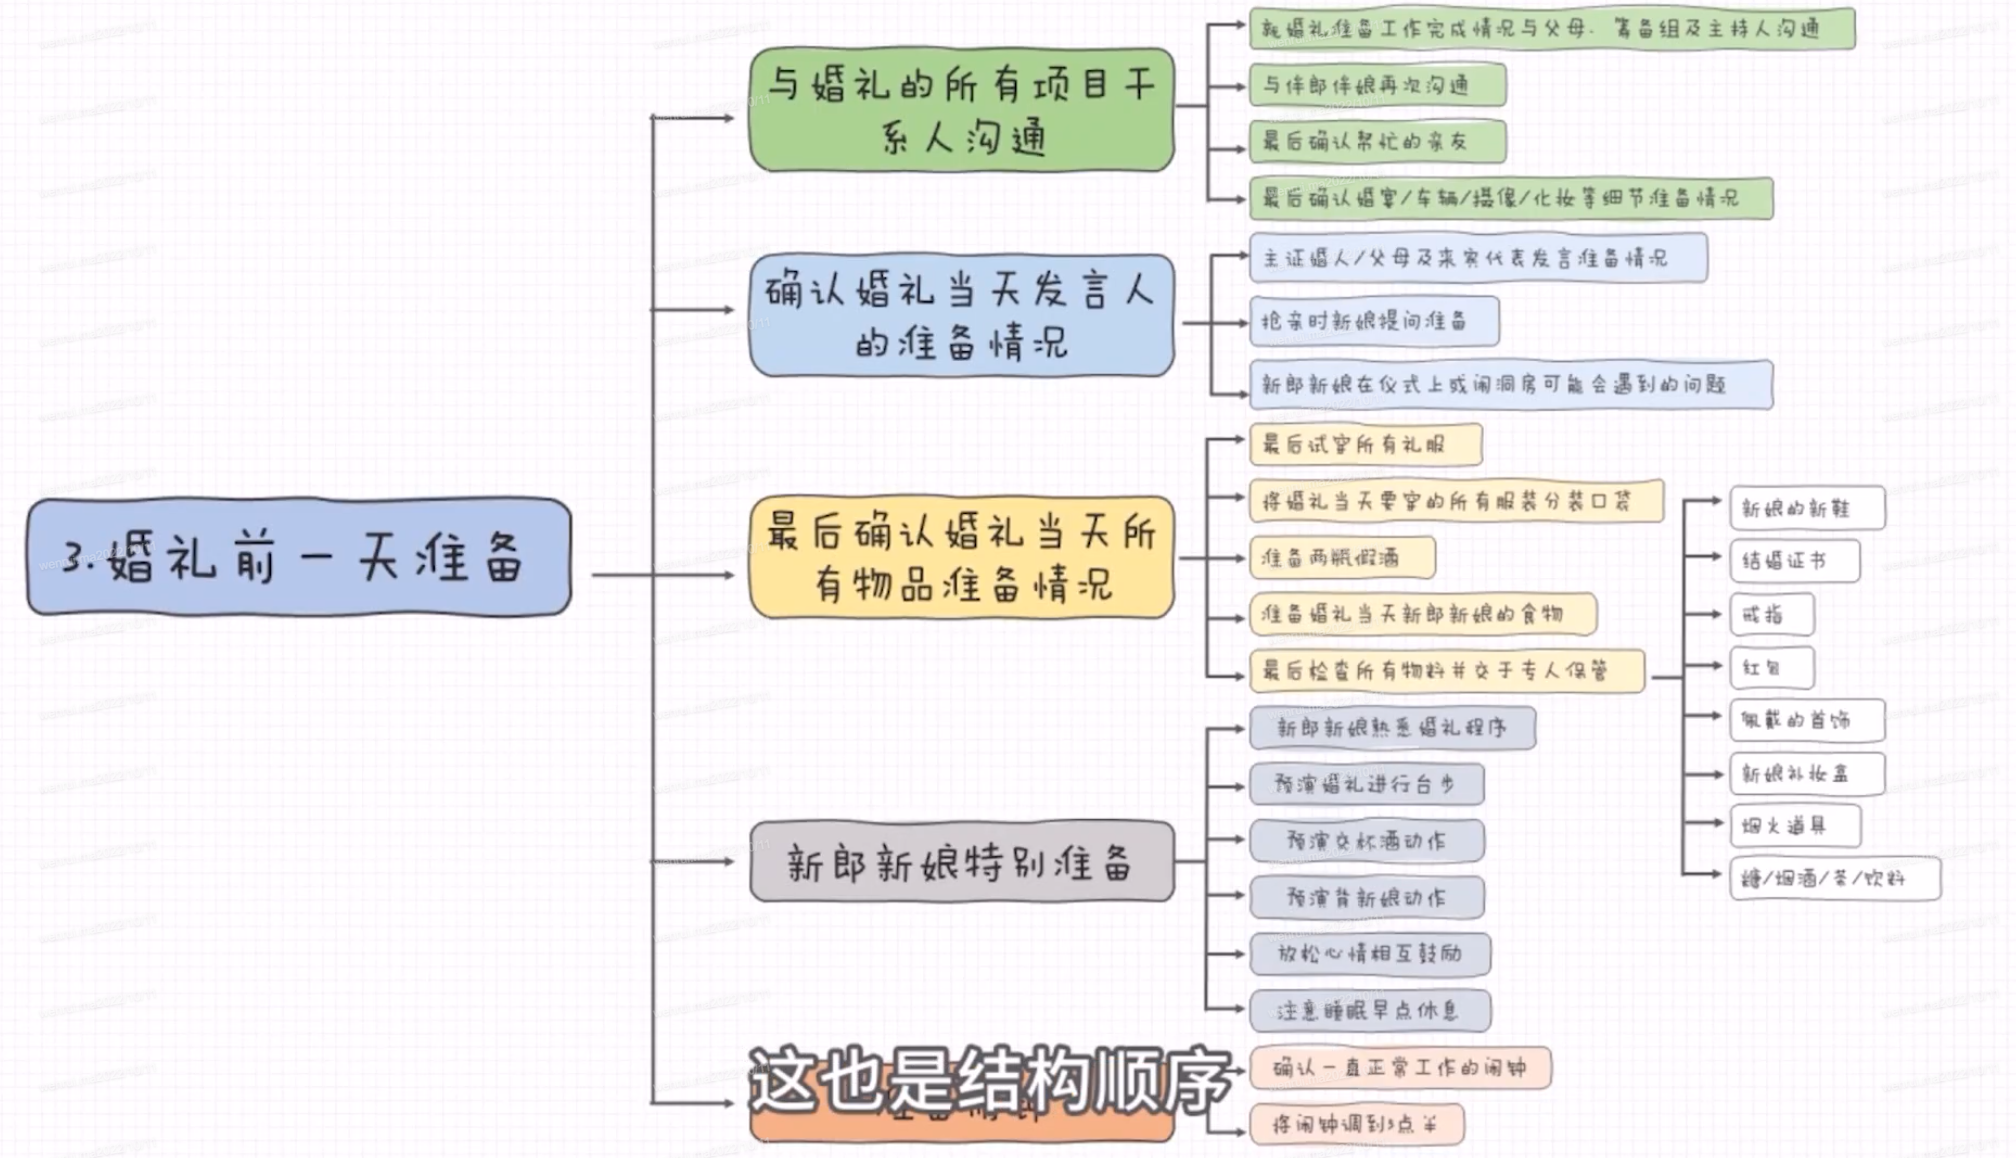 3.婚礼前一天准备
与婚礼的所有项目干
系人沟通
就婚礼准备工作完成情况与父母、筹备组及主持人沟通
与伴郎伴娘再次沟通
最后确认帮忙的亲友
最后确认婚宴/车辆/摄像/化妆等细节准备情况
确认婚礼当天发言人
的准备情况
主证婚人/父母及来宾代表发言准备情况
抢亲时新娘提问准备
新郎新娘在仪式上或闹洞房可能会遇到的问题
最后确认婚礼当天所
有物品准备情况
最后试穿所有礼服
将婚礼当天要穿的所有服装分装口袋
准备两瓶假酒
准备婚礼当天新郎新娘的食物
最后检查所有物料并交于专人保管
新娘的新鞋
结婚证书
戒指
红包
佩戴的首饰
新娘补妆盒
烟火道具
糖/烟酒/茶/饮料
新郎新娘特别准备
新郎新娘熟悉婚礼程序
预演婚礼进行台步
预演交杯酒动作
预演背新娘动作
放松心情相互鼓励
注意睡眠早点休息
这也是结构顺序
确认一直正常工作的闹钟
将闹钟调到5点半